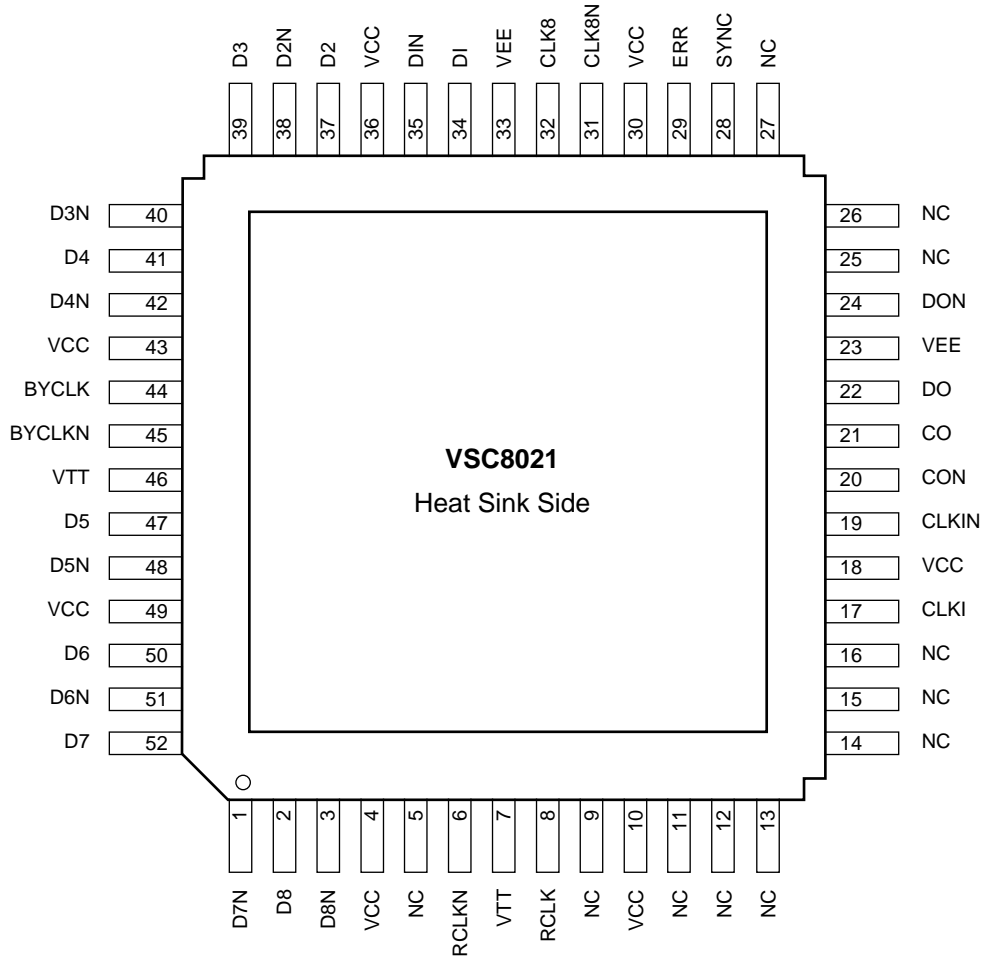 D3 D2N D2 VCC DIN DI VEE CLK8 CLK8N VCC ERR SYNC NC
39 38 37 36 35 34 33 32 31 30 29 28 27
D3N 40 26 NC
D4 41 25 NC
D4N 42 24 DON
VCC 43 23 VEE
BYCLK 44 22 DO
BYCLKN 45 21 CO
VSC8021
VTT 46 20 CON
Heat Sink Side
D5 47 19 CLKIN
D5N 48 18 VCC
VCC 49 17 CLKI
D6 50 16 NC
D6N 51 15 NC
D7 52 14 NC
1 2 3 4 5 6 7 8 9 10 11 12 13
D7N D8 D8N VCC NC RCLKN VTT RCLK NC VCC NC NC NC